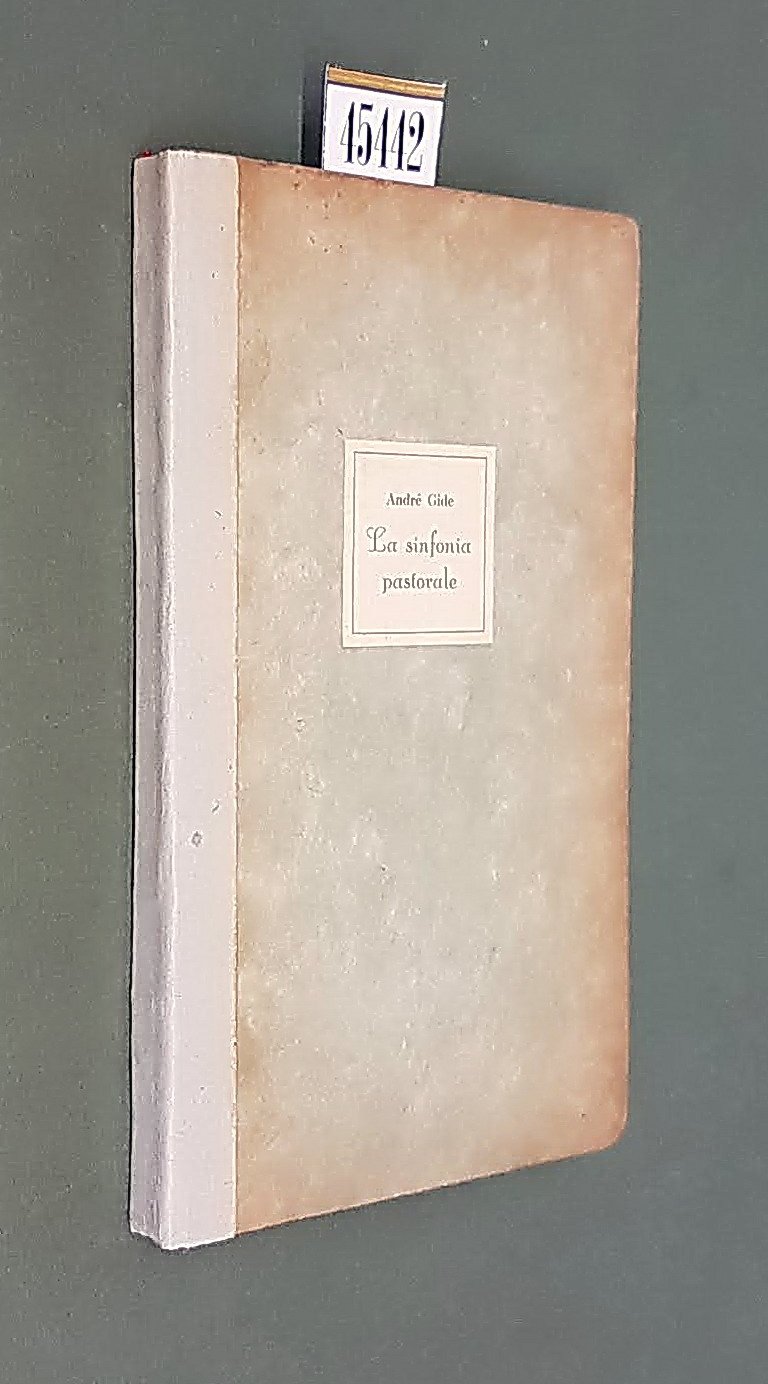 45442
André Gide
La sinfonia
pastorale